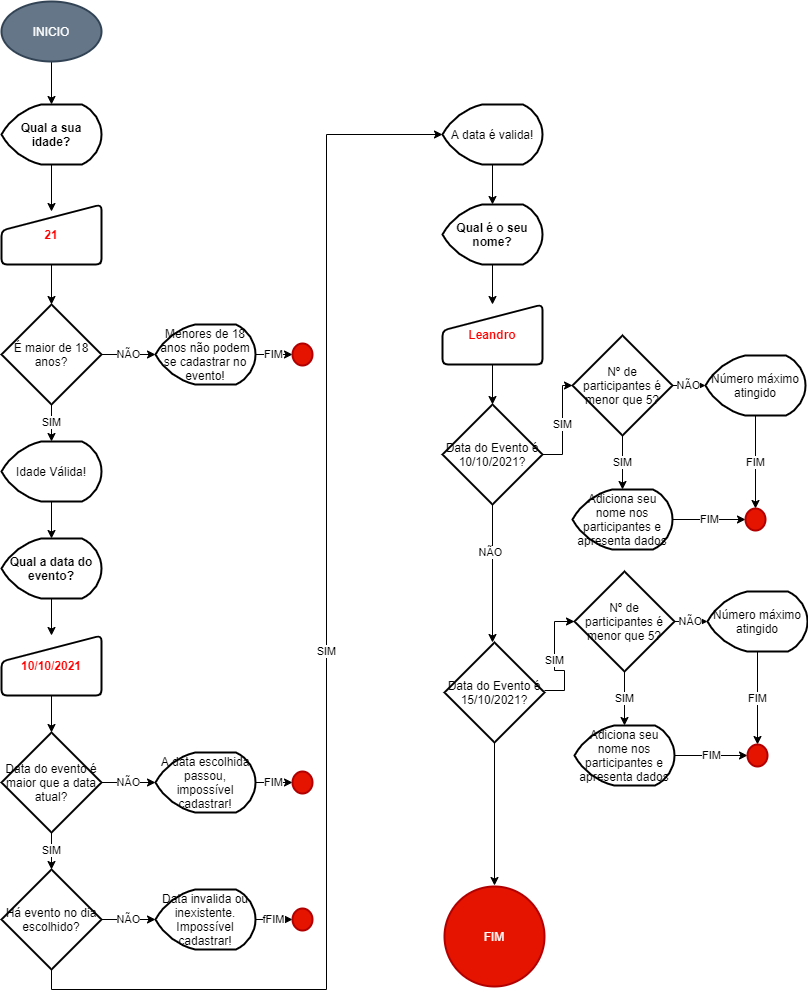 INICIO
Qual a sua
idade?
21
É maior de 18
anos?
NÃO
Menores de 18
anos não podem
se cadastrar no
evento!
FIM
SIM
Idade Válida!
Qual a data do
evento?
10/10/2021
Data do evento é
maior que a data
atual?
NÃO
A data escolhida
passou,
impossível
cadastrar!
FIM
SIM
Há evento no dia
escolhido?
NÃO
Data invalida ou
inexistente.
Impossível
cadastrar!
fFIM
SIM
A data é valida!
Qual é o seu
nome?
Leandro
Data do Evento é
10/10/2021?
SIM
Nº de
participantes é
menor que 5?
NÃO
Número máximo
atingido
FIM
SIM
Adiciona seu
nome nos
participantes e
apresenta dados
FIM
NÃO
Data do Evento é
15/10/2021?
SIM
Nº de
participantes é
menor que 5?
NÃO
Número máximo
atingido
FIM
SIM
Adiciona seu
nome nos
participantes e
apresenta dados
FIM
FIM